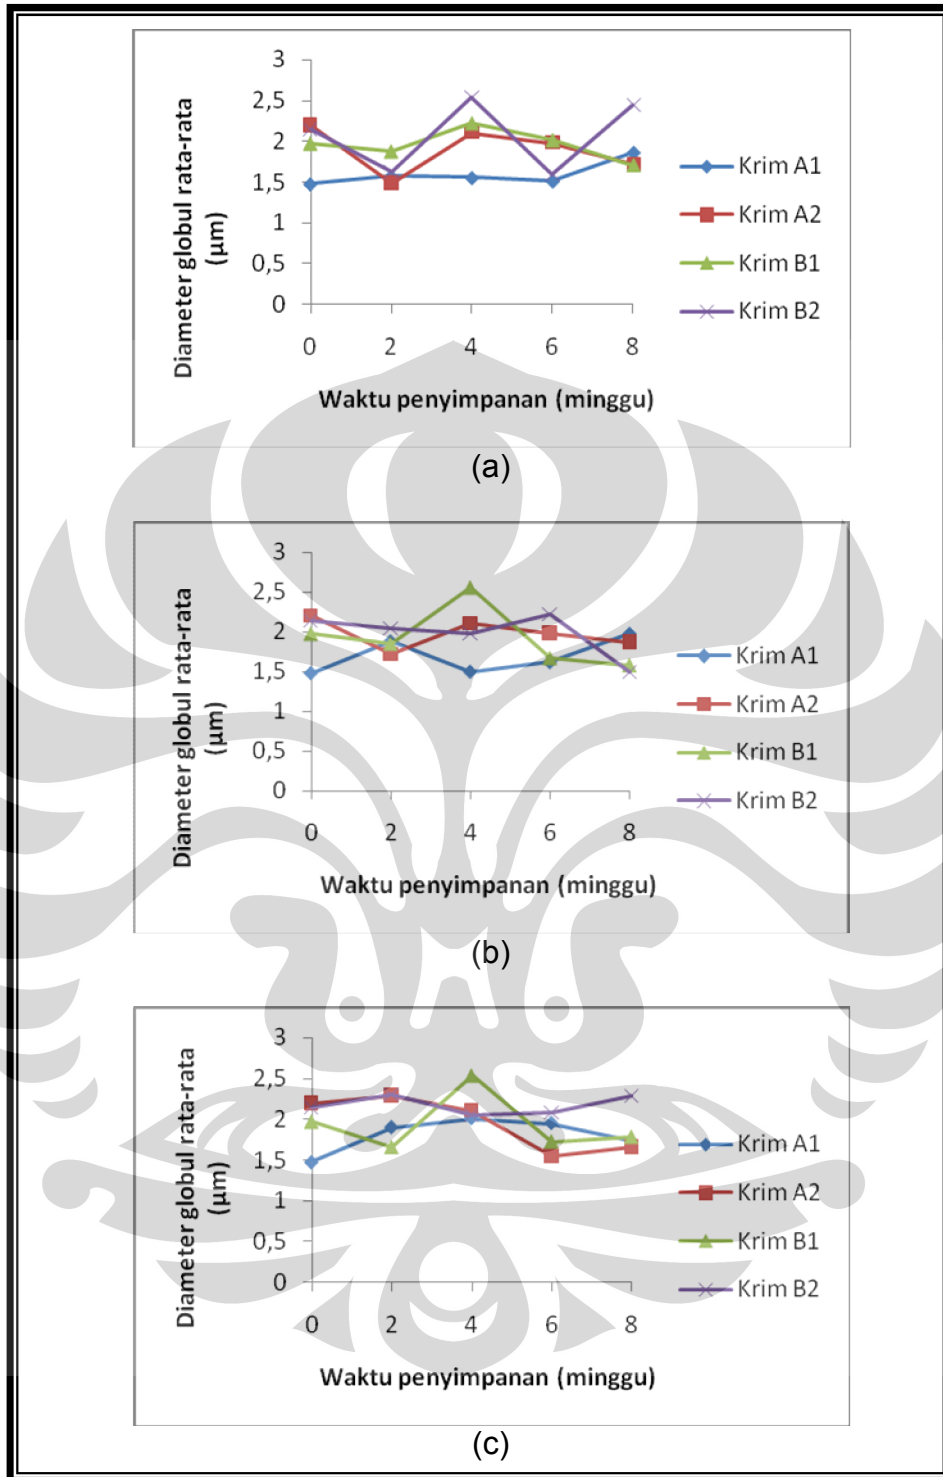 3
2,5
2
1,5
1
0,5
0
Diameter globul rata-rata
(µm)
0 2 4 6 8
Waktu penyimpanan (minggu)
Krim A1
Krim A2
Krim B1
Krim B2
(a)
3
2,5
2
1,5
1
0,5
0
Diameter globul rata-rata
(µm)
0 2 4 6 8
Waktu penyimpanan (minggu)
Krim A1
Krim A2
Krim B1
Krim B2
(b)
3
2,5
2
1,5
1
0,5
0
Diameter globul rata-rata
(µm)
0 2 4 6 8
Waktu penyimpanan (minggu)
Krim A1
Krim A2
Krim B1
Krim B2
(c)